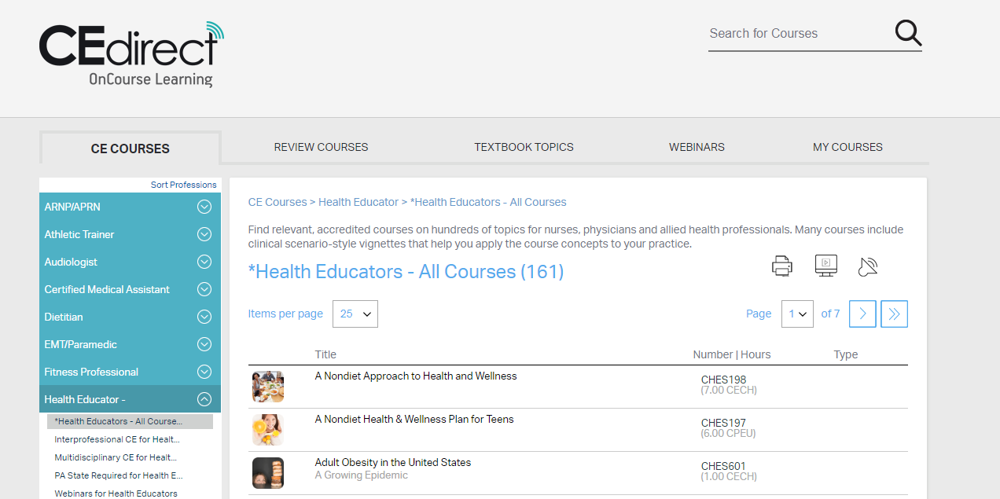 CEdirect
OnCourse Learning
Search for Courses
CE COURSES
REVIEW COURSES
TEXTBOOK TOPICS
WEBINARS
MY COURSES
Sort Professions
ARNP/APRN
Athletic Trainer
Audiologist
Certified Medical Assistant
Dietitian
EMT/Paramedic
Fitness Professional
Health Educator -
*Health Educators - All Course...
Interprofessional CE for Healt...
Multidisciplinary CE for Healt...
PA State Required for Health E...
Webinars for Health Educators
CE Courses > Health Educator > *Health Educators - All Courses
Find relevant, accredited courses on hundreds of topics for nurses, physicians and allied health professionals. Many courses include
clinical scenario-style vignettes that help you apply the course concepts to your practice.
*Health Educators - All Courses (161)
Items per page 25
Page 1 of 7
Title Number | Hours Type
A Nondiet Approach to Health and Wellness CHES198
(7.00 CECH)
A Nondiet Health & Wellness Plan for Teens CHES197
(6.00 CPEU)
Adult Obesity in the United States CHES601
A Growing Epidemic (1.00 CECH)